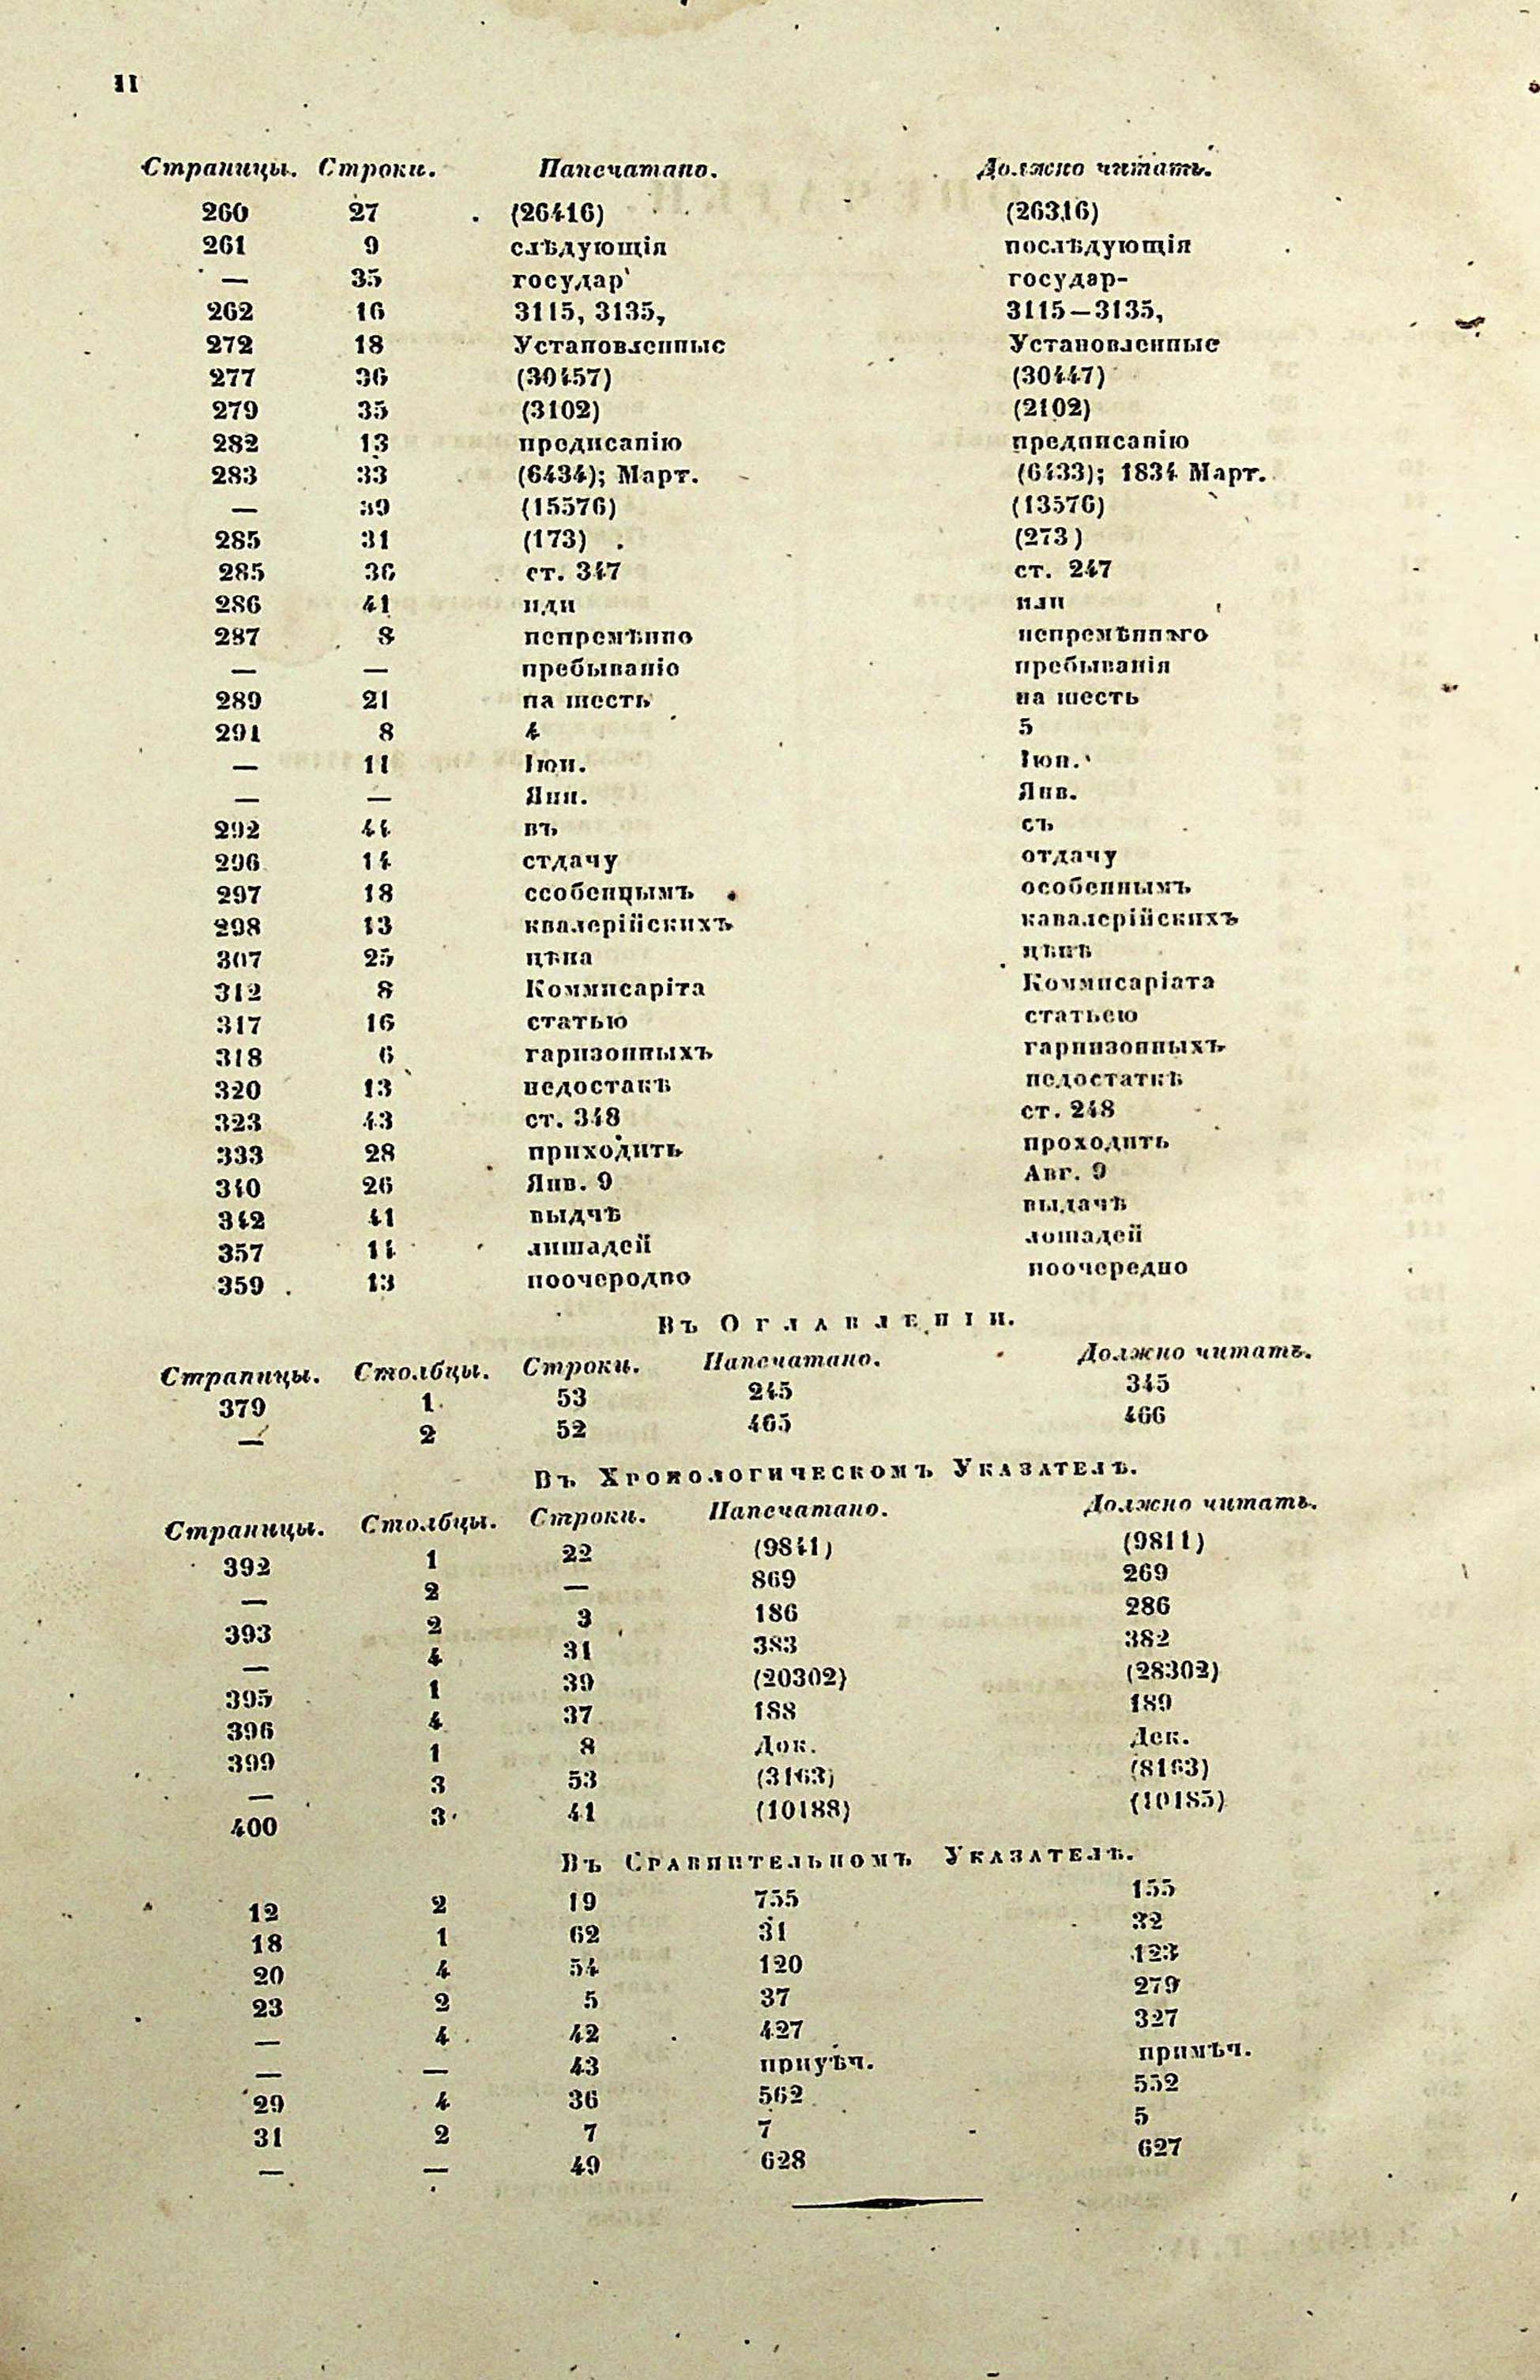 II
Страницы. Строки. Напечатано. Должно читать.
260 27 (26416) (26316)
261 9 слѣдующія послѣдующія
— 35 государ' государ-
262 16 3115, 3135, 3115—3135,
272 18 Установленные Установленные
277 36 (30457) (30447)
279 35 (3102) (2102)
282 13 предисанію предписанію
283 33 (6434); Март. (6433); 1834 Март.
— 39 (15576) (13576)
285 31 (173) (273)
285 36 ст. 347 ст. 247
286 41 иди или
287 8 непремѣнно непремѣннаго
— — пребываніо пребыванія
289 21 па шесть на шесть
291 8 4 5
— 11 Іюн. Іюп.
— — Янн. Янв.
292 44 въ съ
296 14 стдачу отдачу
297 18 ссобенцымъ особеннымъ
298 13 квалерійскихъ кавалерійскихъ
307 25 цѣна цѣнѣ
312 8 Коммисаріта Коммисаріата
317 16 статью статьею
318 6 гарнзонныхъ гарнизонныхъ
320 13 недостакѣ недостаткѣ
323 43 ст. 348 ст. 248
333 28 приходить проходить
340 26 Янв. 9 Авг. 9
342 41 выдчѣ выдачѣ
357 14 лишадей лошадей
359 13 поочеродно поочередно
Въ Оглавленіи.
Страницы. Столбцы. Строки. Напечатано. Должно читать.
379 1 53 245 345
— 2 52 465 466
Въ Хронологическомъ Указателѣ.
Страницы. Столбцы. Строки. Напечатано. Должно читать.
392 1 22 (9841) (9811)
— 2 — 869 269
393 2 3 186 286
— 4 31 383 382
395 1 39 (20302) (28302)
396 4 37 188 189
399 1 8 Док. Дек.
— 3 53 (3163) (8163)
400 3 41 (10188) (10185)
Въ Сравнительномъ Указателѣ.
12 2 19 755 155
18 1 62 31 32
20 4 54 120 123
23 2 5 37 279
— 4 42 427 327
— — 43 приуѣч. примѣч.
29 4 36 562 552
31 2 7 7 5
— — 49 628 627